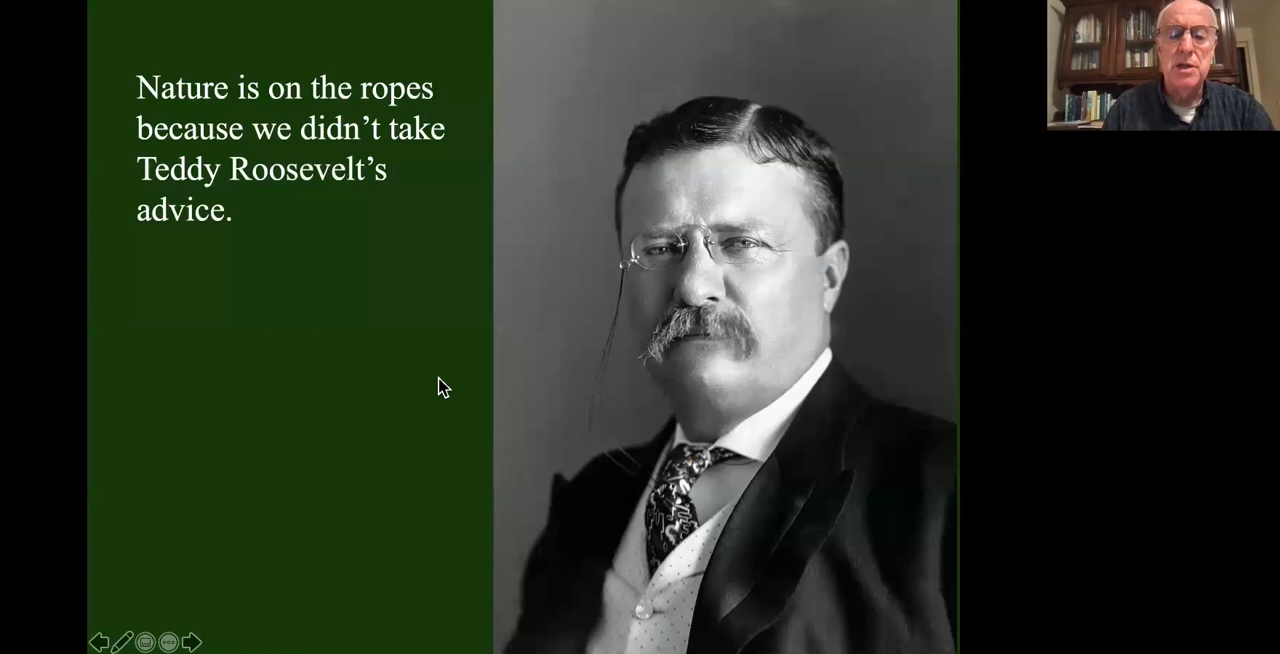 Nature is on the ropes
because we didn’t take
Teddy Roosevelt’s
advice.